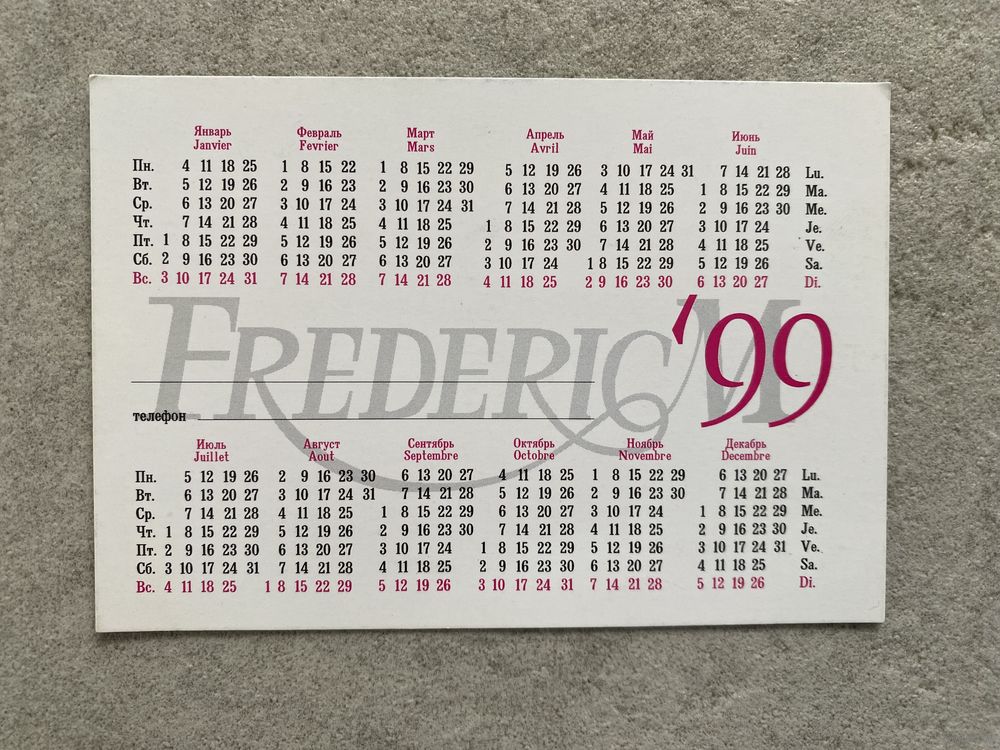 Январь Февраль Март Апрель Май Июнь
Janvier Fevrier Mars Avril Mai Juin
Пн. 4 11 18 25 1 8 15 22 1 8 15 22 29 5 12 19 26 3 10 17 24 31 7 14 21 28 Lu.
Вт. 5 12 19 26 2 9 16 23 2 9 16 23 30 6 13 20 27 4 11 18 25 1 8 15 22 29 Ma.
Ср. 6 13 20 27 3 10 17 24 3 10 17 24 31 7 14 21 28 5 12 19 26 2 9 16 23 30 Me.
Чт. 7 14 21 28 4 11 18 25 4 11 18 25 1 8 15 22 29 6 13 20 27 3 10 17 24 Je.
Пт. 1 8 15 22 29 5 12 19 26 5 12 19 26 2 9 16 23 30 7 14 21 28 4 11 18 25 Ve.
Сб. 2 9 16 23 30 6 13 20 27 6 13 20 27 3 10 17 24 1 8 15 22 29 5 12 19 26 Sa.
Вс. 3 10 17 24 31 7 14 21 28 7 14 21 28 4 11 18 25 2 9 16 23 30 6 13 20 27 Di.
FREDERIC M '99
телефон
Июль Август Сентябрь Октябрь Ноябрь Декабрь
Juillet Aout Septembre Octobre Novembre Decembre
Пн. 5 12 19 26 2 9 16 23 30 6 13 20 27 4 11 18 25 1 8 15 22 29 6 13 20 27 Lu.
Вт. 6 13 20 27 3 10 17 24 31 7 14 21 28 5 12 19 26 2 9 16 23 30 7 14 21 28 Ma.
Ср. 7 14 21 28 4 11 18 25 1 8 15 22 29 6 13 20 27 3 10 17 24 1 8 15 22 29 Me.
Чт. 1 8 15 22 29 5 12 19 26 2 9 16 23 30 7 14 21 28 4 11 18 25 2 9 16 23 30 Je.
Пт. 2 9 16 23 30 6 13 20 27 3 10 17 24 1 8 15 22 29 5 12 19 26 3 10 17 24 31 Ve.
Сб. 3 10 17 24 31 7 14 21 28 4 11 18 25 2 9 16 23 30 6 13 20 27 4 11 18 25 Sa.
Вс. 4 11 18 25 1 8 15 22 29 5 12 19 26 3 10 17 24 31 7 14 21 28 5 12 19 26 Di.